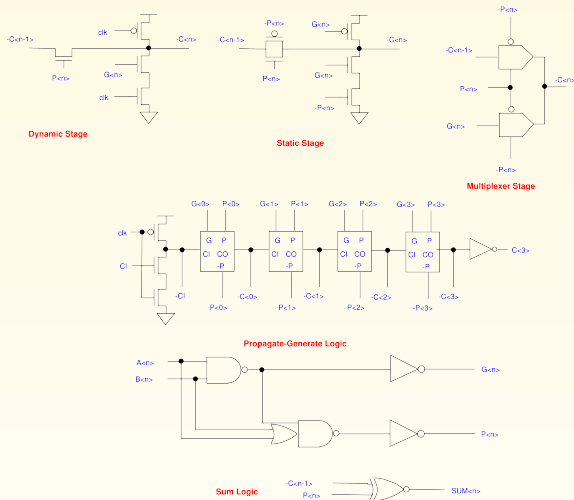 -P<n>
clk
-C<n-1>
-C<n>
G<n>
P<n>
clk
Dynamic Stage
-P<n>
-C<n-1>
G<n>
-C<n>
P<n>
-P<n>
Static Stage
-C<n-1>
P<n>
-C<n>
G<n>
-P<n>
Multiplexer Stage
G<0> P<0> G<1> P<1> G<2> P<2> G<3> P<3>
clk
G P G P G P G P
CI
CI CO CI CO CI CO CI CO
C<3>
-P -P -P -P
-CI -C<0> -C<1> -C<2> -C<3>
-P<0> -P<1> -P<2> -P<3>
Propagate-Generate Logic
A<n>
B<n>
G<n>
P<n>
Sum Logic
-C<n-1>
P<n>
SUM<n>